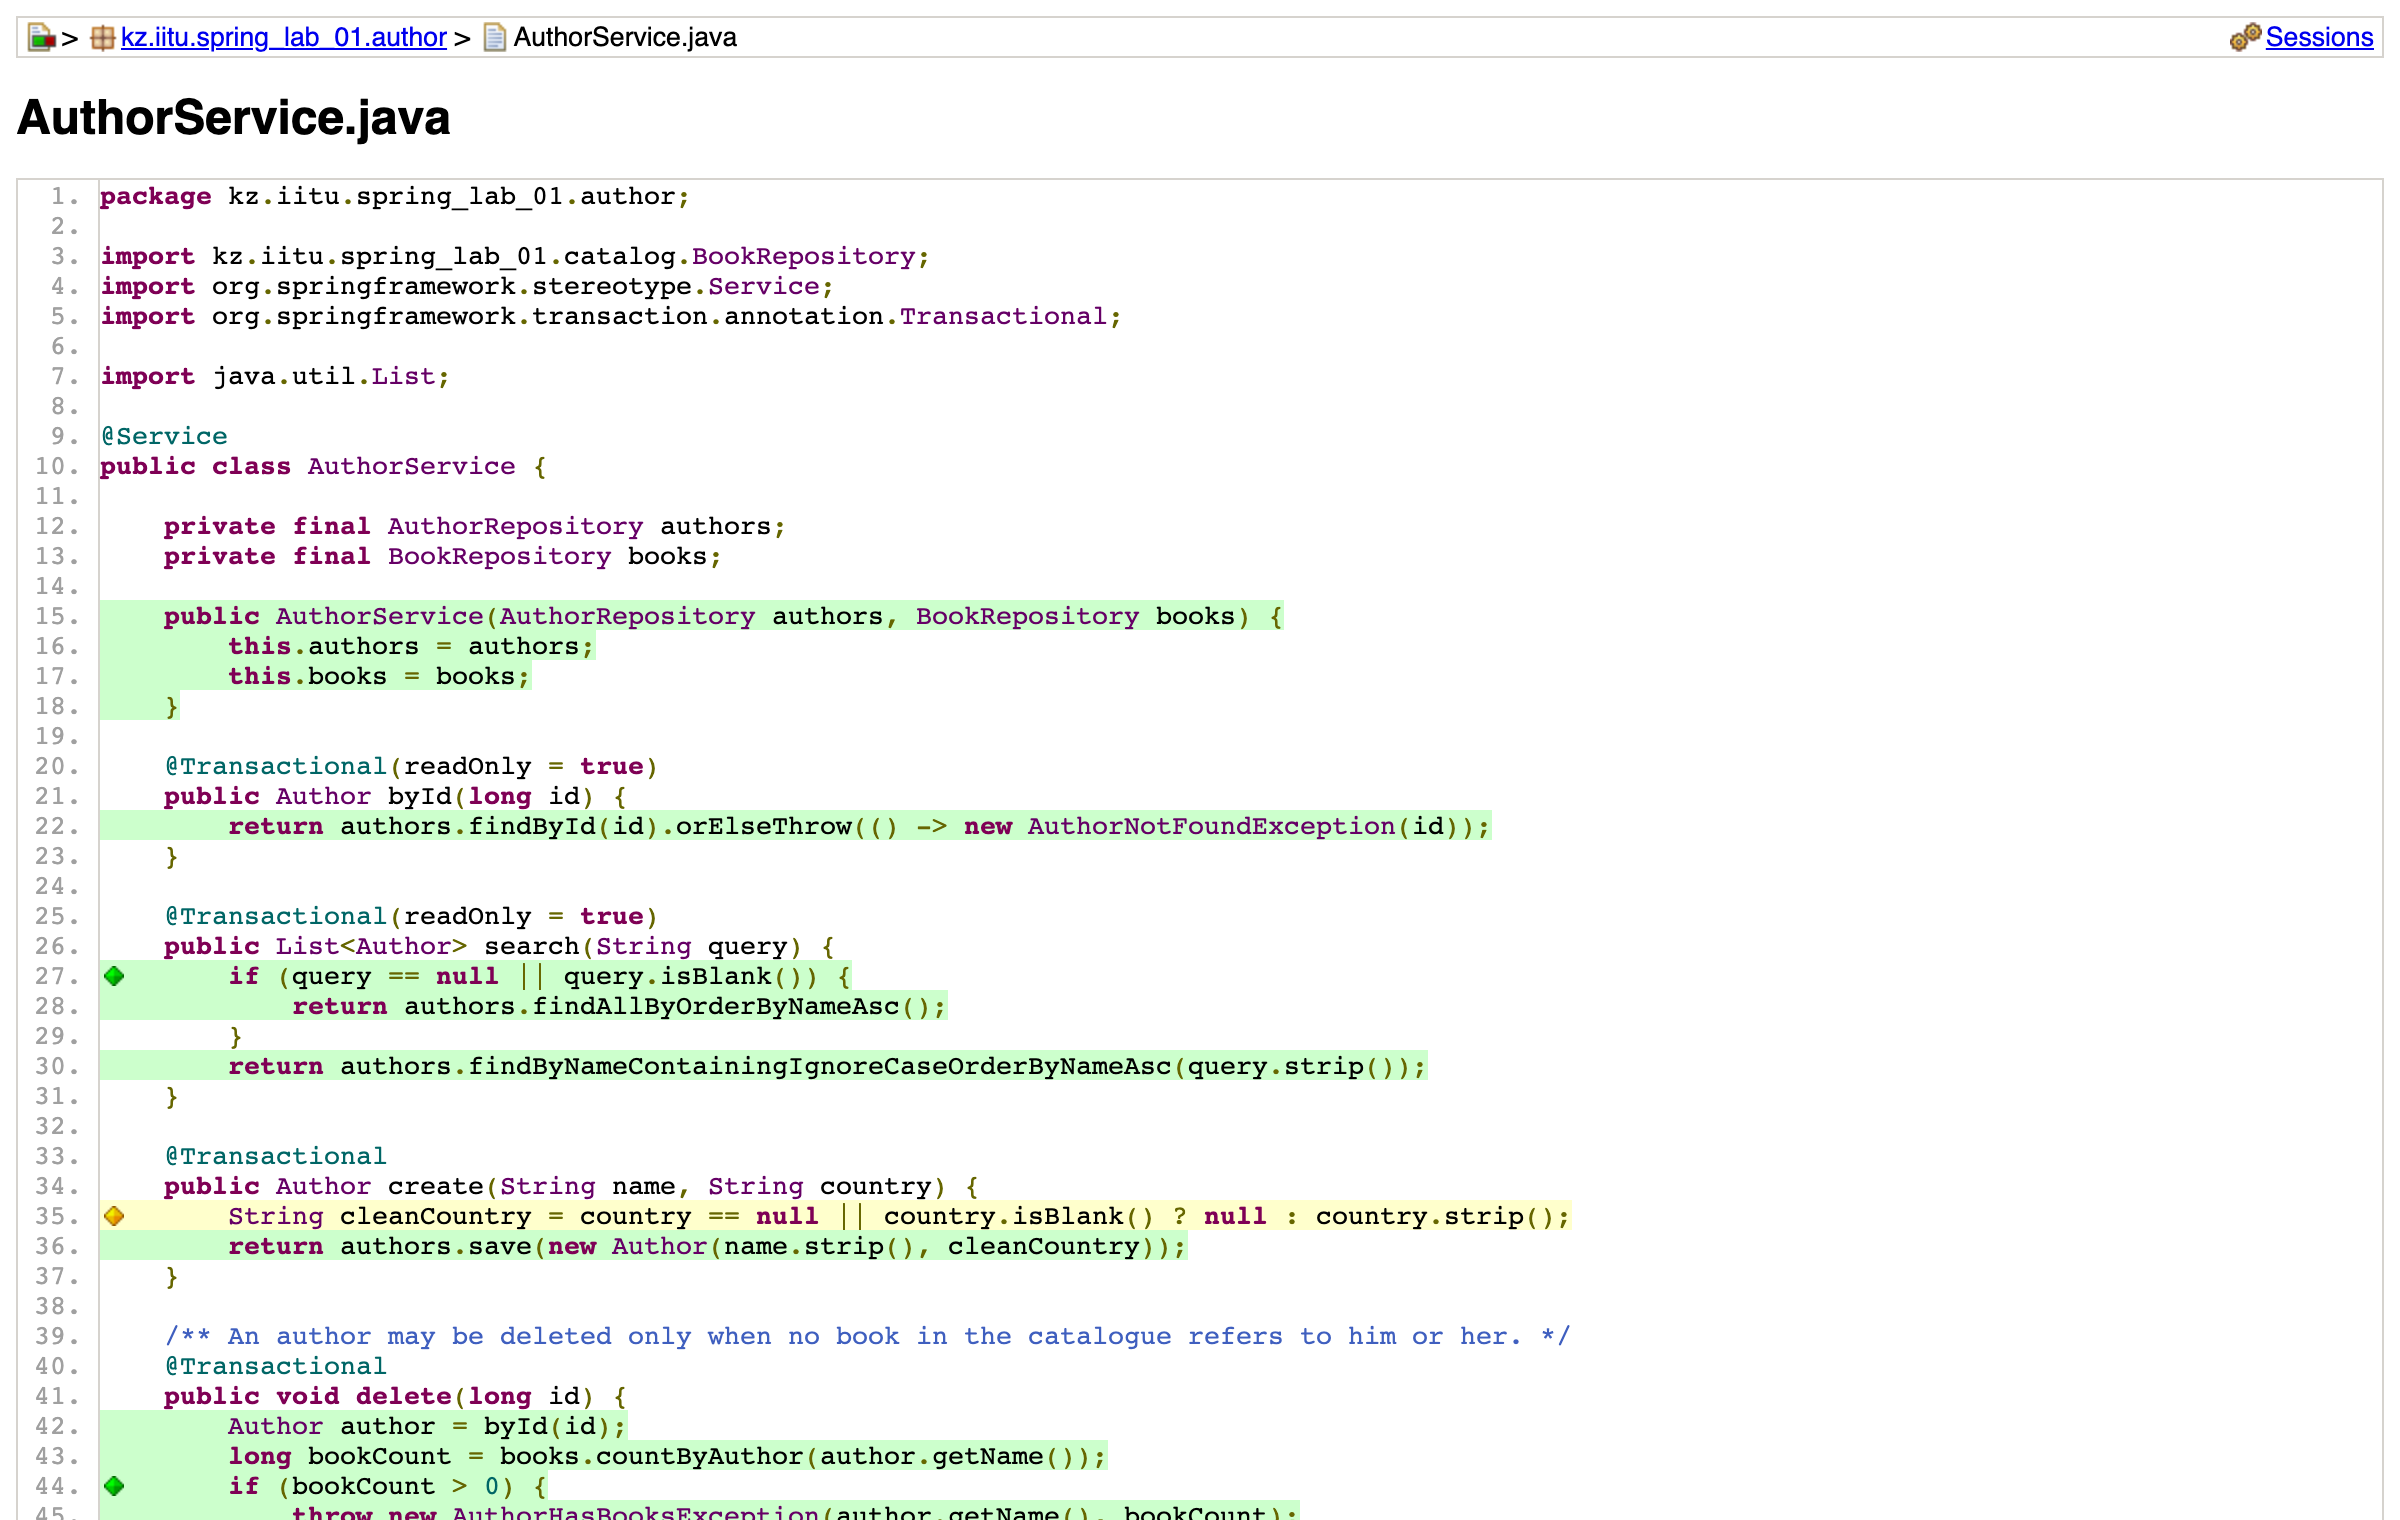 > kz.iitu.spring_lab_01.author > AuthorService.java Sessions
AuthorService.java
1. package kz.iitu.spring_lab_01.author;
2.
3. import kz.iitu.spring_lab_01.catalog.BookRepository;
4. import org.springframework.stereotype.Service;
5. import org.springframework.transaction.annotation.Transactional;
6.
7. import java.util.List;
8.
9. @Service
10. public class AuthorService {
11.
12.     private final AuthorRepository authors;
13.     private final BookRepository books;
14.
15.     public AuthorService(AuthorRepository authors, BookRepository books) {
16.         this.authors = authors;
17.         this.books = books;
18.     }
19.
20.     @Transactional(readOnly = true)
21.     public Author byId(long id) {
22.         return authors.findById(id).orElseThrow(() -> new AuthorNotFoundException(id));
23.     }
24.
25.     @Transactional(readOnly = true)
26.     public List<Author> search(String query) {
27.         if (query == null || query.isBlank()) {
28.             return authors.findAllByOrderByNameAsc();
29.         }
30.         return authors.findByNameContainingIgnoreCaseOrderByNameAsc(query.strip());
31.     }
32.
33.     @Transactional
34.     public Author create(String name, String country) {
35.         String cleanCountry = country == null || country.isBlank() ? null : country.strip();
36.         return authors.save(new Author(name.strip(), cleanCountry));
37.     }
38.
39.     /** An author may be deleted only when no book in the catalogue refers to him or her. */
40.     @Transactional
41.     public void delete(long id) {
42.         Author author = byId(id);
43.         long bookCount = books.countByAuthor(author.getName());
44.         if (bookCount > 0) {
45.             throw new AuthorHasBooksException(author.getName(), bookCount);